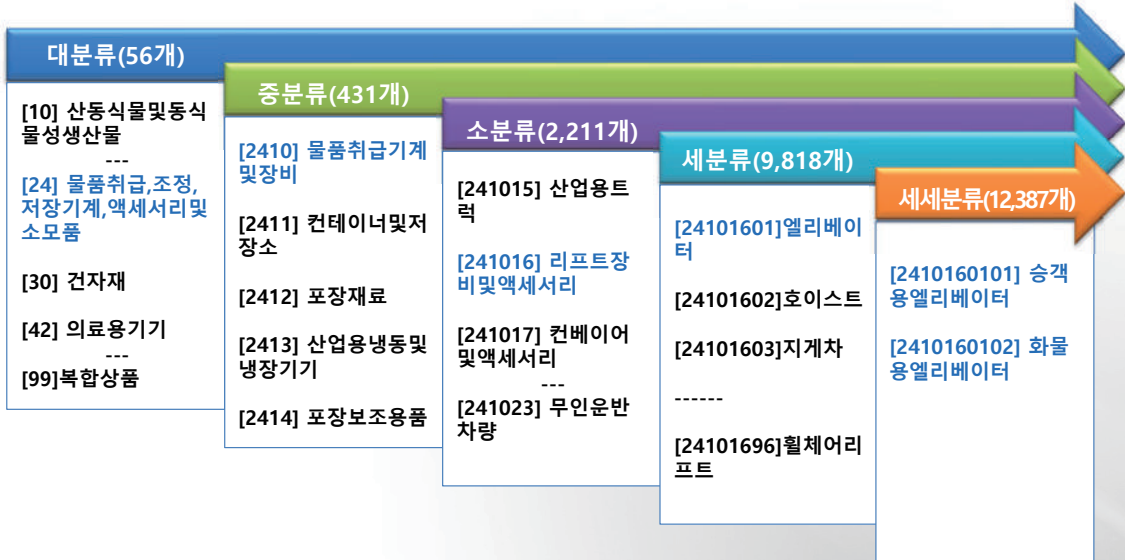 대분류(56개)
[10] 산동식물및동식
물성생산물
---
[24] 물품취급,조정,
저장기계,액세서리및
소모품
[30] 건자재
[42] 의료용기기
---
[99]복합상품
중분류(431개)
[2410] 물품취급기계
및장비
[2411] 컨테이너및저
장소
[2412] 포장재료
[2413] 산업용냉동및
냉장기기
[2414] 포장보조용품
소분류(2,211개)
[241015] 산업용트
럭
[241016] 리프트장
비및액세서리
[241017] 컨베이어
및액세서리
---
[241023] 무인운반
차량
세분류(9,818개)
[24101601]엘리베이
터
[24101602]호이스트
[24101603]지게차
------
[24101696]휠체어리
프트
세세분류(12,387개)
[2410160101] 승객
용엘리베이터
[2410160102] 화물
용엘리베이터